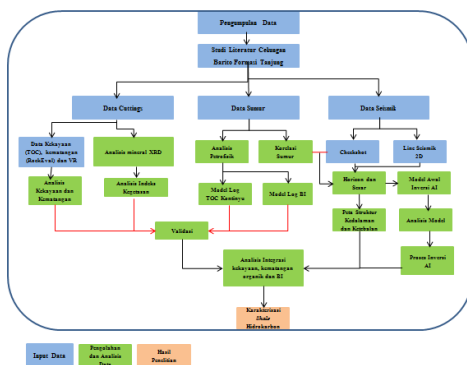 Pengumpulan Data
Studi Literatur Cekungan
Barito Formasi Tanjung
Data Cuttings
Data Sumur
Data Seismik
Data Kekayaan
(TOC), kematangan
(RockEval) dan VR
Analisis mineral XRD
Analisis
Petrofisik
Korelasi
Sumur
Checkshot
Line Seismik
2D
Analisis
Kekayaan dan
Kematangan
Analisis Indeks
Kegetasan
Model Log
TOC Kontinyu
Model Log BI
Horizon dan
Sesar
Model Awal
Inversi AI
Peta Struktur
Kedalaman
dan Ketebalan
Analisis Model
Validasi
Analisis Integrasi
kekayaan, kematangan
organik dan BI
Proses Inversi
AI
Karakterisasi
Shale
Hidrokarbon
Input Data
Pengolahan
dan Analisis
Data
Hasil
Penelitian